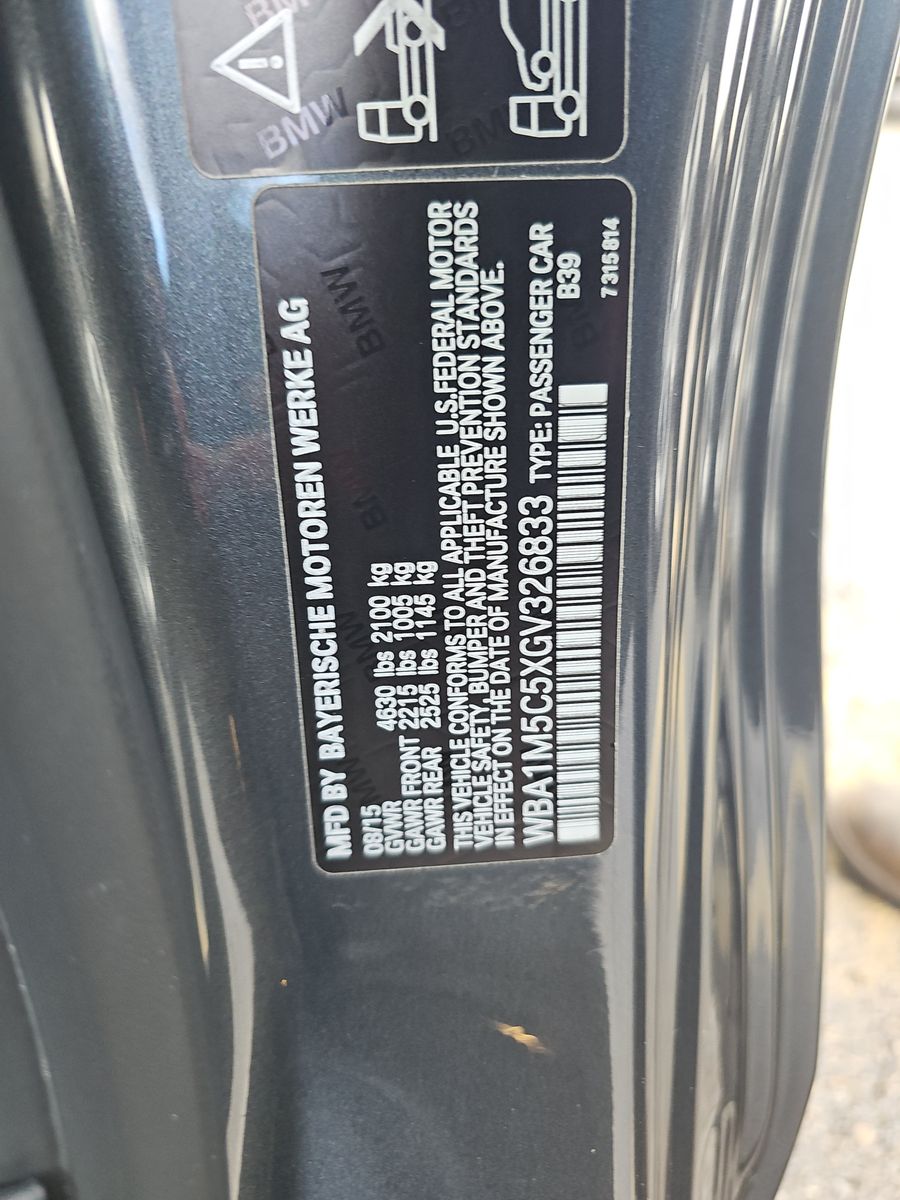 BMW
MFD BY BAYERISCHE MOTOREN WERKE AG
08/15
GVWR 4630 lbs 2100 kg
GAWR FRONT 2215 lbs 1005 kg
GAWR REAR 2525 lbs 1145 kg
THIS VEHICLE CONFORMS TO ALL APPLICABLE U.S.FEDERAL MOTOR
VEHICLE SAFETY, BUMPER AND THEFT PREVENTION STANDARDS
IN EFFECT ON THE DATE OF MANUFACTURE SHOWN ABOVE.
WBA1M5C5XGV326833 TYPE: PASSENGER CAR
B39
7315814